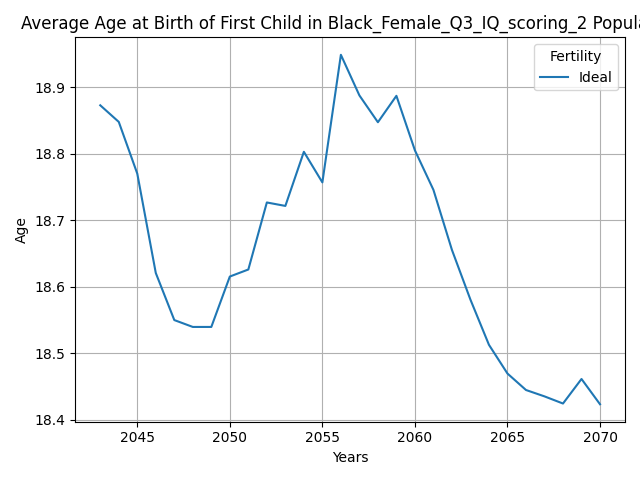 Average Age at Birth of First Child in Black_Female_Q3_IQ_scoring_2 Popula
Fertility
Ideal
18.9
18.8
18.7
18.6
18.5
18.4
Age
2045 2050 2055 2060 2065 2070
Years